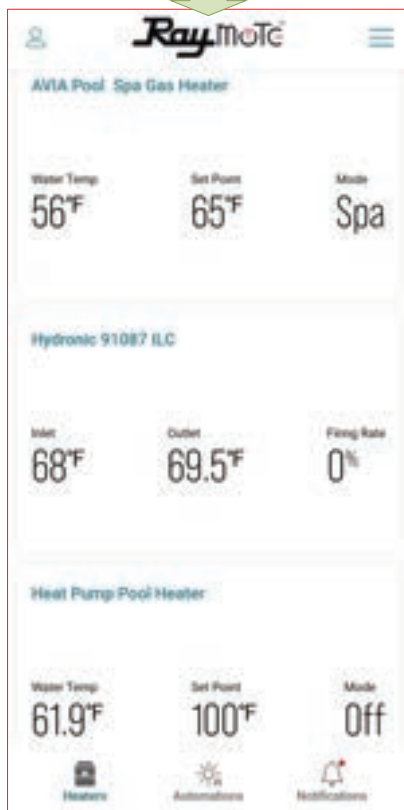 RayMOTE™
AVIA Pool Spa Gas Heater
Water Temp Set Point Mode
56°F 65°F Spa
Hydronic 91087 ILC
Inlet Outlet Firing Rate
68°F 69.5°F 0%
Heat Pump Pool Heater
Water Temp Set Point Mode
61.9°F 100°F Off
Heaters Automations Notifications